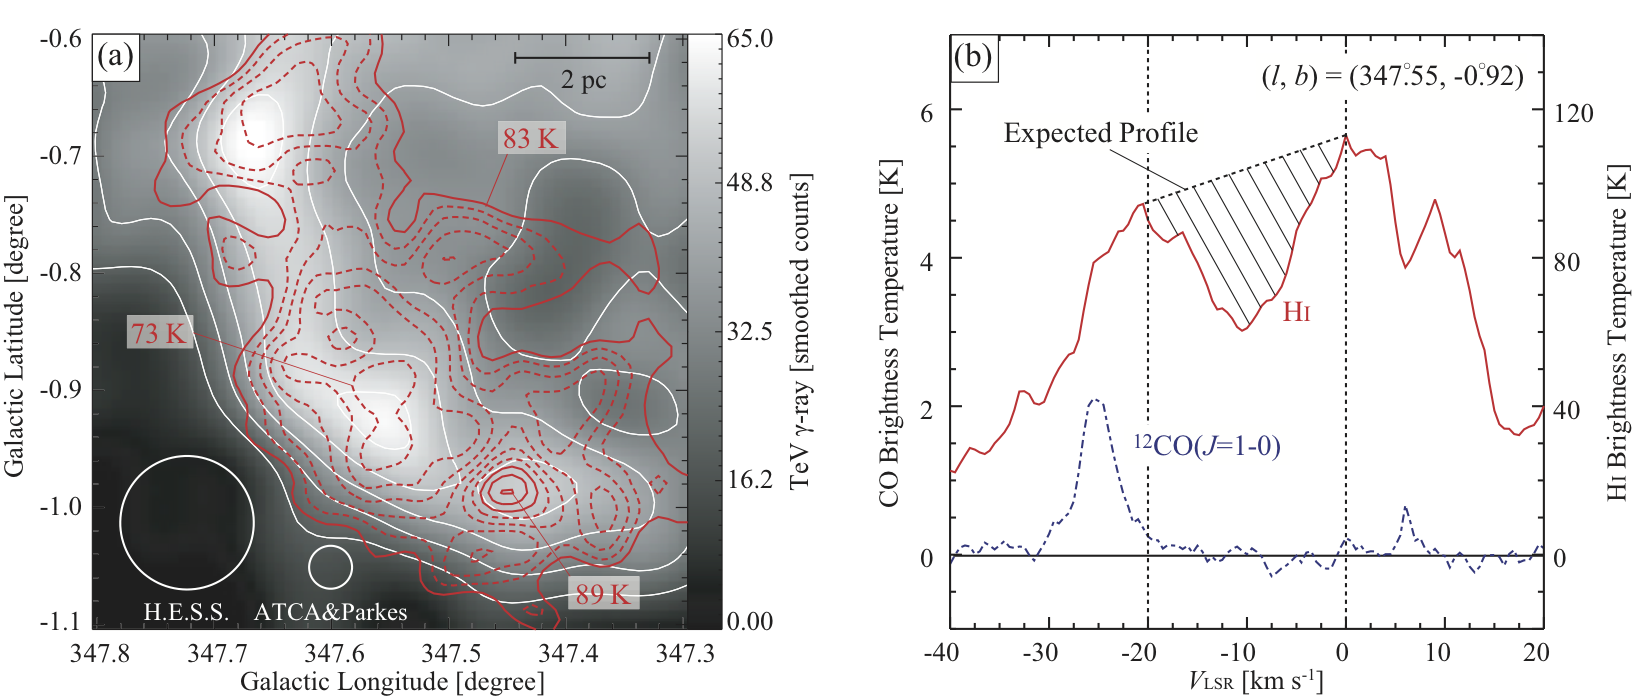 (a)
-0.6
-0.7
-0.8
-0.9
-1.0
-1.1
Galactic Latitude [degree]
2 pc
83 K
73 K
89 K
H.E.S.S.
ATCA&Parkes
347.8
347.7
347.6
347.5
347.4
347.3
Galactic Longitude [degree]
65.0
48.8
32.5
16.2
0.00
TeV γ-ray [smoothed counts]
(b)
(l, b) = (347°.55, -0°.92)
Expected Profile
HI
¹²CO(J=1-0)
6
4
2
0
CO Brightness Temperature [K]
120
80
40
0
HI Brightness Temperature [K]
-40
-30
-20
-10
0
10
20
VLSR [km s⁻¹]